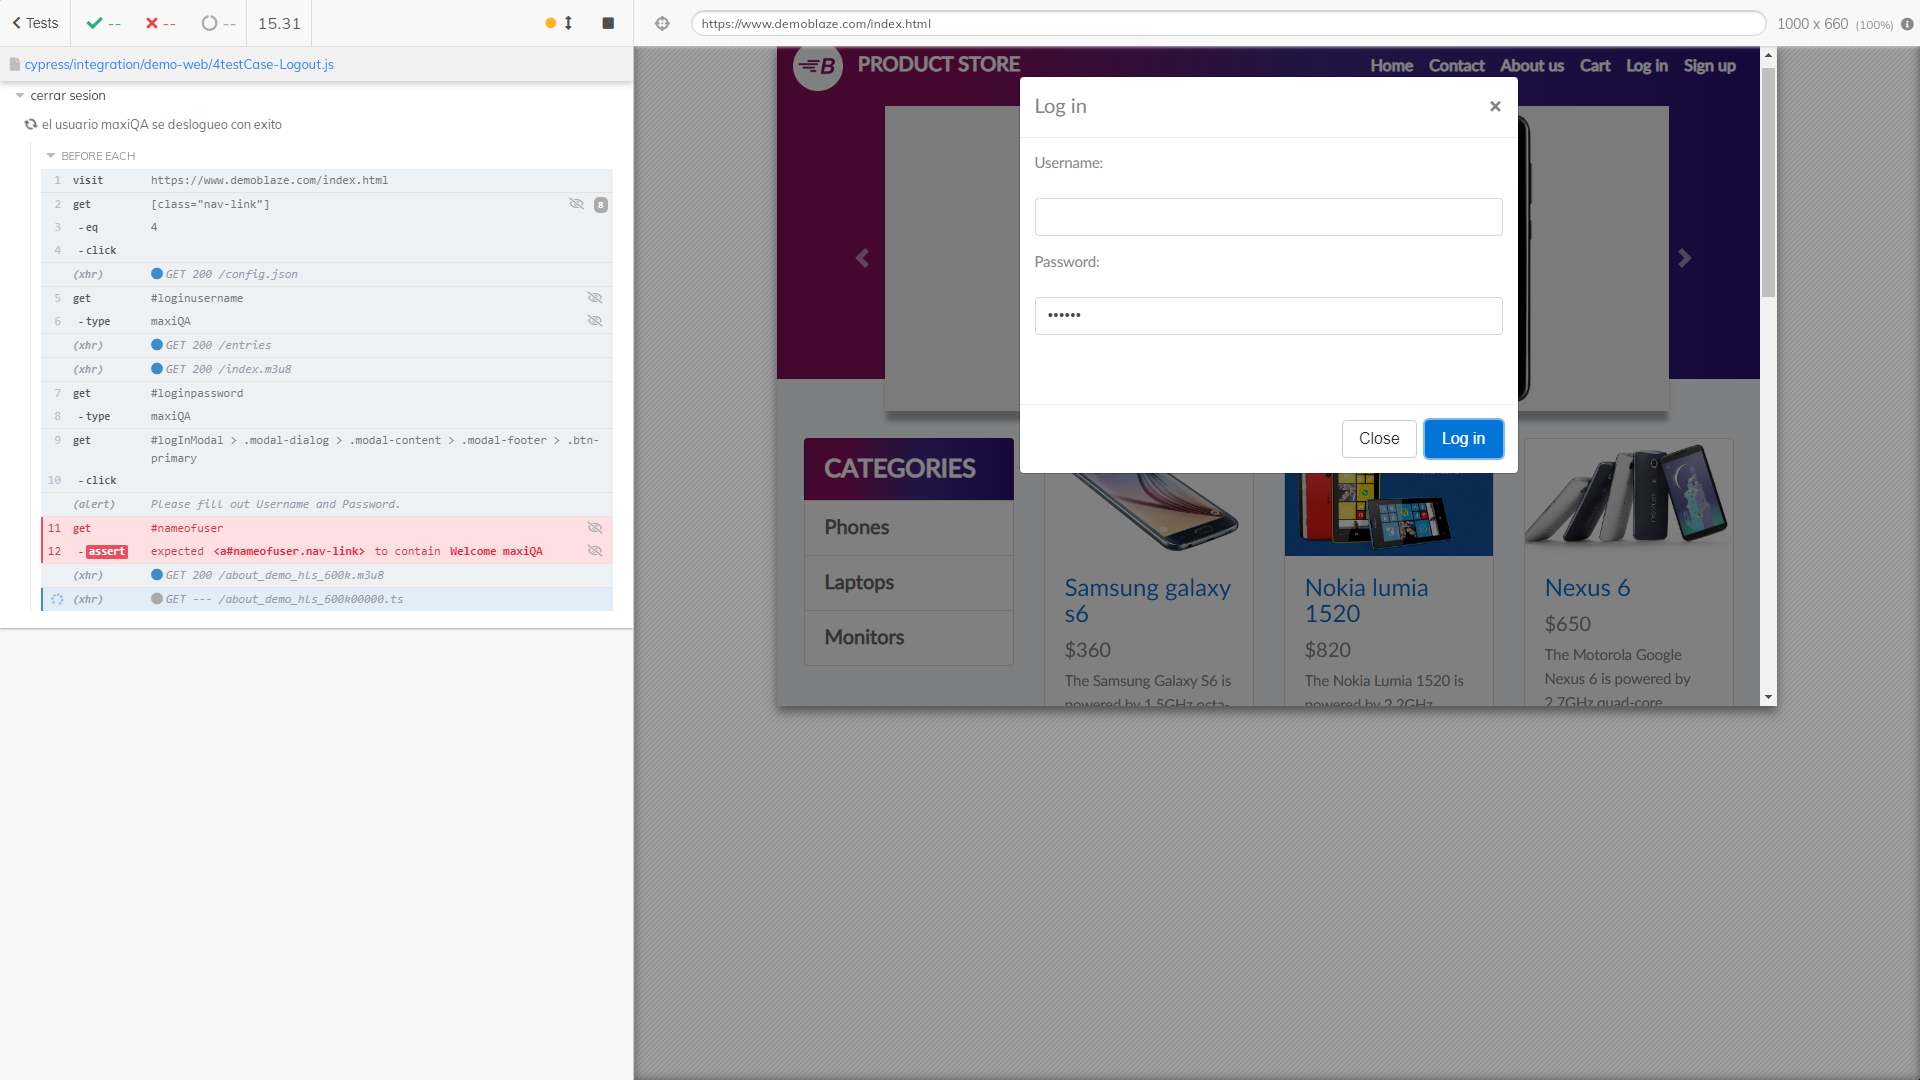 Tests
--
--
--
15.31
https://www.demoblaze.com/index.html
1000 x 660 (100%)
cypress/integration/demo-web/4testCase-Logout.js
cerrar sesion
el usuario maxiQA se deslogueo con exito
BEFORE EACH
1 visit https://www.demoblaze.com/index.html
2 get [class="nav-link"] 8
3 -eq 4
4 -click
(xhr) GET 200 /config.json
5 get #loginusername
6 -type maxiQA
(xhr) GET 200 /entries
(xhr) GET 200 /index.m3u8
7 get #loginpassword
8 -type maxiQA
9 get #logInModal > .modal-dialog > .modal-content > .modal-footer > .btn-
primary
10 -click
(alert) Please fill out Username and Password.
11 get #nameofuser
12 -assert expected <a#nameofuser.nav-link> to contain Welcome maxiQA
(xhr) GET 200 /about_demo_hls_600k.m3u8
(xhr) GET --- /about_demo_hls_600k00000.ts
B PRODUCT STORE
Home Contact About us Cart Log in Sign up
Log in ×
Username:
Password:
••••••
Close Log in
CATEGORIES
Phones
Laptops
Monitors
Samsung galaxy
s6
$360
The Samsung Galaxy S6 is
powered by 1.5GHz octa-
Nokia lumia
1520
$820
The Nokia Lumia 1520 is
powered by 2.2GHz
Nexus 6
$650
The Motorola Google
Nexus 6 is powered by
2.7GHz quad-core